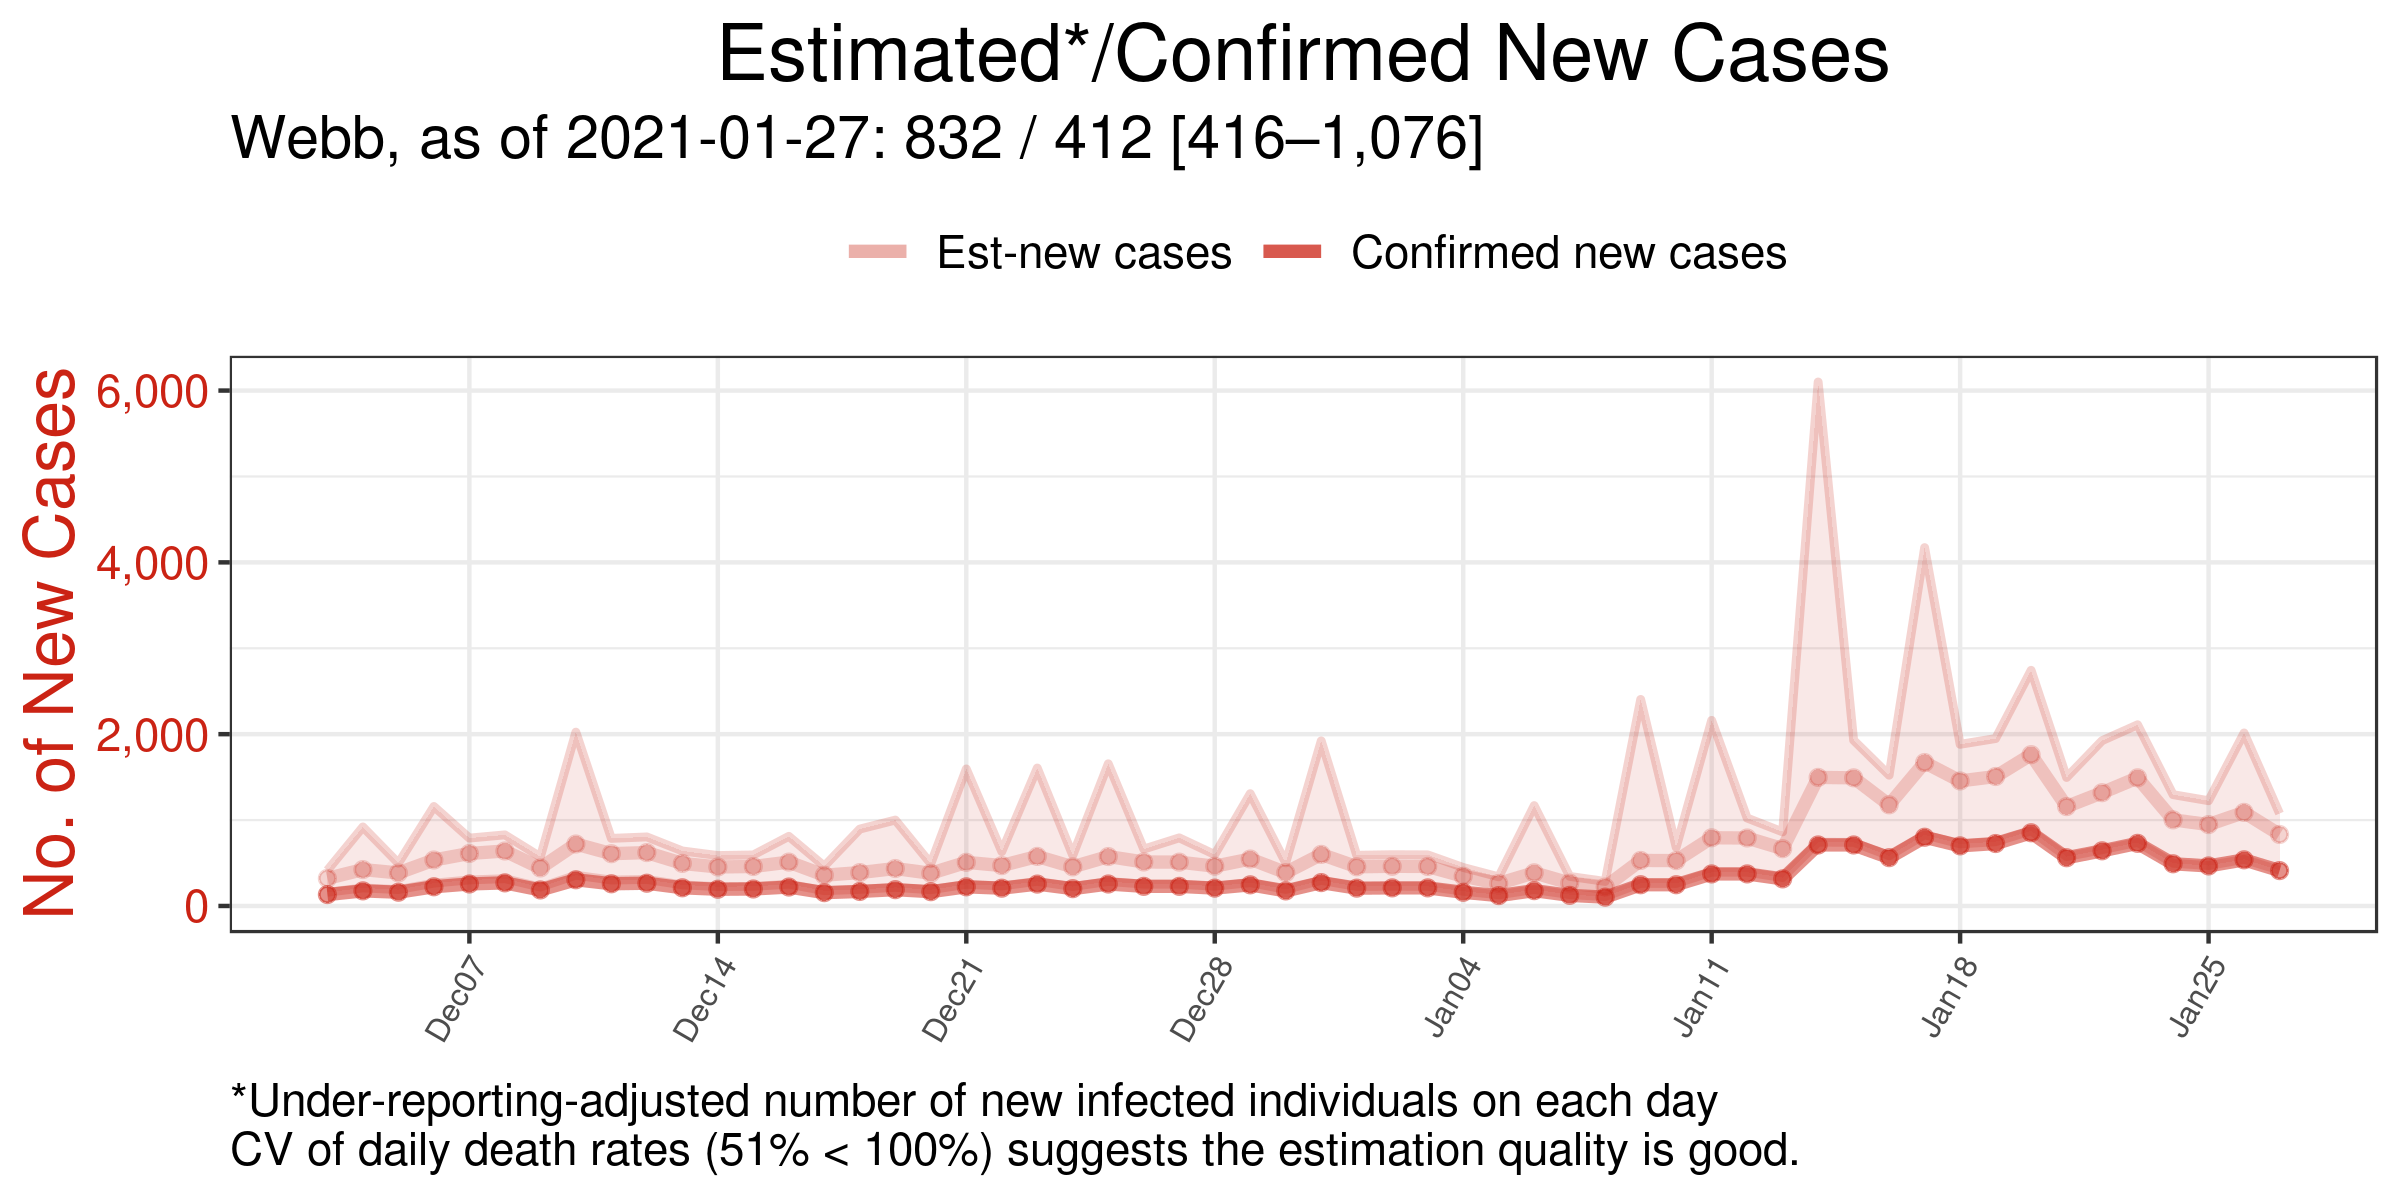 Estimated*/Confirmed New Cases
Webb, as of 2021-01-27: 832 / 412 [416–1,076]
Est-new cases
Confirmed new cases
No. of New Cases
6,000
4,000
2,000
0
Dec07
Dec14
Dec21
Dec28
Jan04
Jan11
Jan18
Jan25
*Under-reporting-adjusted number of new infected individuals on each day
CV of daily death rates (51% < 100%) suggests the estimation quality is good.